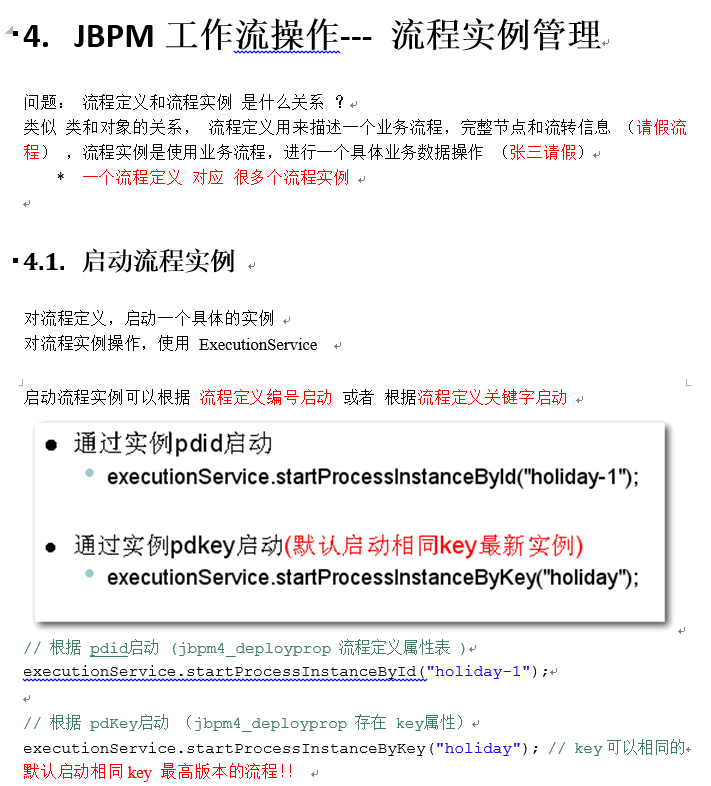 4. JBPM 工作流操作--- 流程实例管理
问题： 流程定义和流程实例 是什么关系 ？
类似 类和对象的关系， 流程定义用来描述一个业务流程，完整节点和流转信息 （请假流
程） ，流程实例是使用业务流程，进行一个具体业务数据操作 （张三请假）
* 一个流程定义 对应 很多个流程实例
4.1. 启动流程实例
对流程定义，启动一个具体的实例
对流程实例操作，使用 ExecutionService
启动流程实例可以根据 流程定义编号启动 或者 根据流程定义关键字启动
● 通过实例pdid启动
● executionService.startProcessInstanceById("holiday-1");
● 通过实例pdkey启动(默认启动相同key最新实例)
● executionService.startProcessInstanceByKey("holiday");
// 根据 pdid启动 (jbpm4_deployprop 流程定义属性表 )
executionService.startProcessInstanceById("holiday-1");
// 根据 pdKey启动 （jbpm4_deployprop 存在 key属性）
executionService.startProcessInstanceByKey("holiday"); // key 可以相同的
默认启动相同 key 最高版本的流程!!